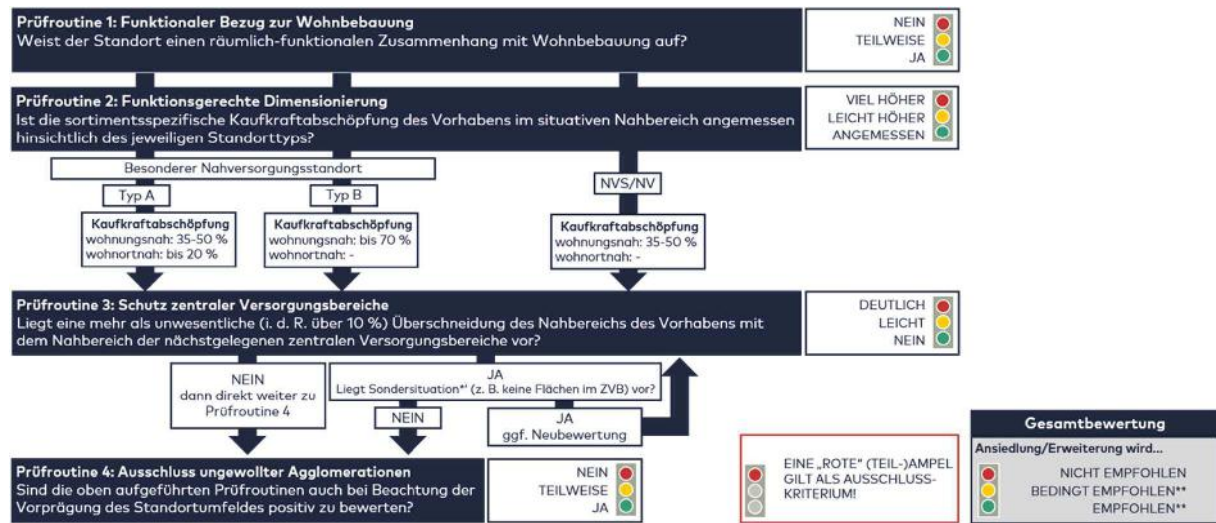 Prüfroutine 1: Funktionaler Bezug zur Wohnbebauung
Weist der Standort einen räumlich-funktionalen Zusammenhang mit Wohnbebauung auf?
NEIN
TEILWEISE
JA
Prüfroutine 2: Funktionsgerechte Dimensionierung
Ist die sortimentsspezifische Kaufkraftabschöpfung des Vorhabens im situativen Nahbereich angemessen
hinsichtlich des jeweiligen Standorttyps?
VIEL HÖHER
LEICHT HÖHER
ANGEMESSEN
Besonderer Nahversorgungsstandort
Typ A
Typ B
NVS/NV
Kaufkraftabschöpfung
wohnungsnah: 35-50 %
wohnortnah: bis 20 %
Kaufkraftabschöpfung
wohnungsnah: bis 70 %
wohnortnah: -
Kaufkraftabschöpfung
wohnungsnah: 35-50 %
wohnortnah: -
Prüfroutine 3: Schutz zentraler Versorgungsbereiche
Liegt eine mehr als unwesentliche (i. d. R. über 10 %) Überschneidung des Nahbereichs des Vorhabens mit
dem Nahbereich der nächstgelegenen zentralen Versorgungsbereiche vor?
DEUTLICH
LEICHT
NEIN
NEIN
dann direkt weiter zu
Prüfroutine 4
JA
Liegt Sondersituation*' (z. B. keine Flächen im ZVB) vor?
NEIN
JA
ggf. Neubewertung
Prüfroutine 4: Ausschluss ungewollter Agglomerationen
Sind die oben aufgeführten Prüfroutinen auch bei Beachtung der
Vorprägung des Standortumfeldes positiv zu bewerten?
NEIN
TEILWEISE
JA
EINE „ROTE" (TEIL-)AMPEL
GILT ALS AUSSCHLUSS-
KRITERIUM!
Gesamtbewertung
Ansiedlung/Erweiterung wird...
NICHT EMPFOHLEN
BEDINGT EMPFOHLEN**
EMPFOHLEN**